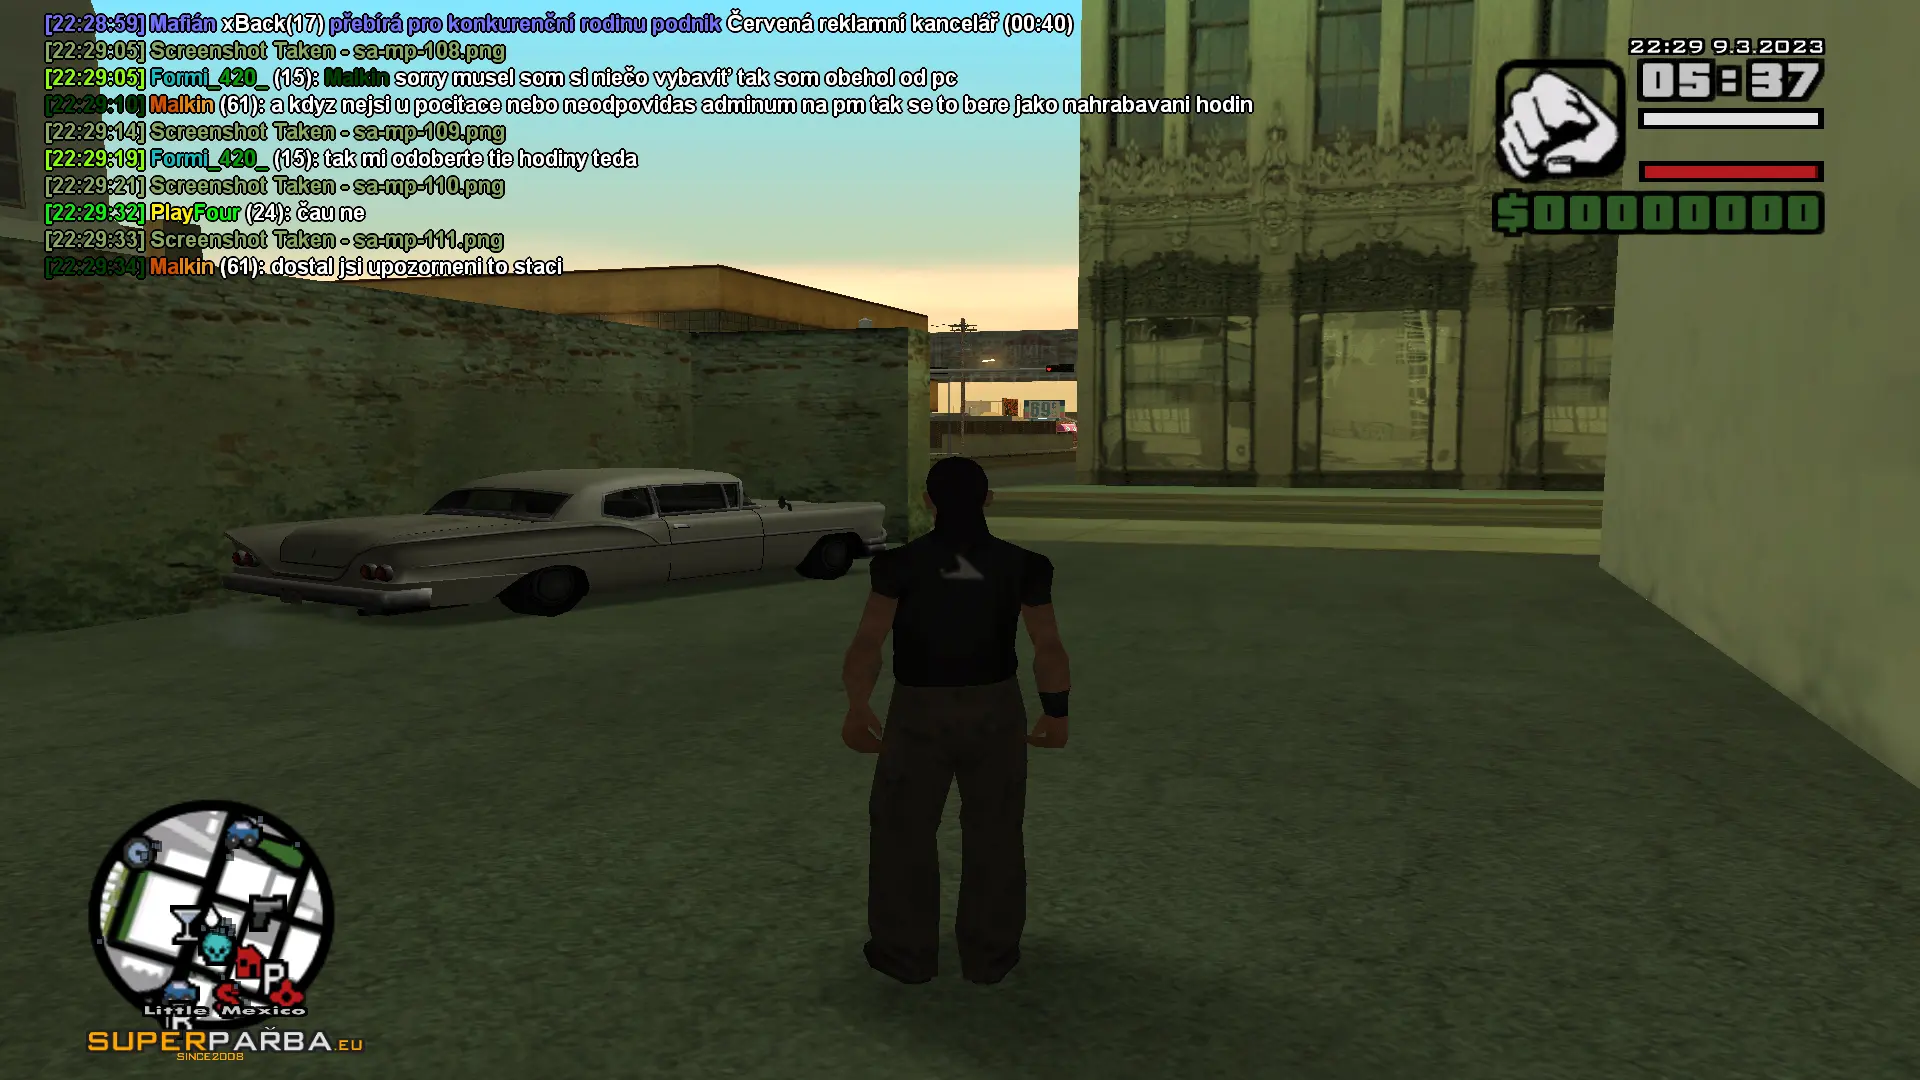 [22:28:59] Mafián xBack(17) přebírá pro konkurenční rodinu podnik Červená reklamní kancelář (00:40)
[22:29:05] Screenshot Taken - sa-mp-108.png
[22:29:05] Formi_420_ (15): Malkin sorry musel som si niečo vybaviť tak som obehol od pc
[22:29:10] Malkin (61): a kdyz nejsi u pocitace nebo neodpovidas adminum na pm tak se to bere jako nahrabavani hodin
[22:29:14] Screenshot Taken - sa-mp-109.png
[22:29:19] Formi_420_ (15): tak mi odoberte tie hodiny teda
[22:29:21] Screenshot Taken - sa-mp-110.png
[22:29:32] PlayFour (24): čau ne
[22:29:33] Screenshot Taken - sa-mp-111.png
[22:29:34] Malkin (61): dostal jsi upozorneni to staci
22:29 9.3.2023
05:37
$00000000
69¢
P
S
Little Mexico
R
SUPERPAŘBA.EU
SINCE2008